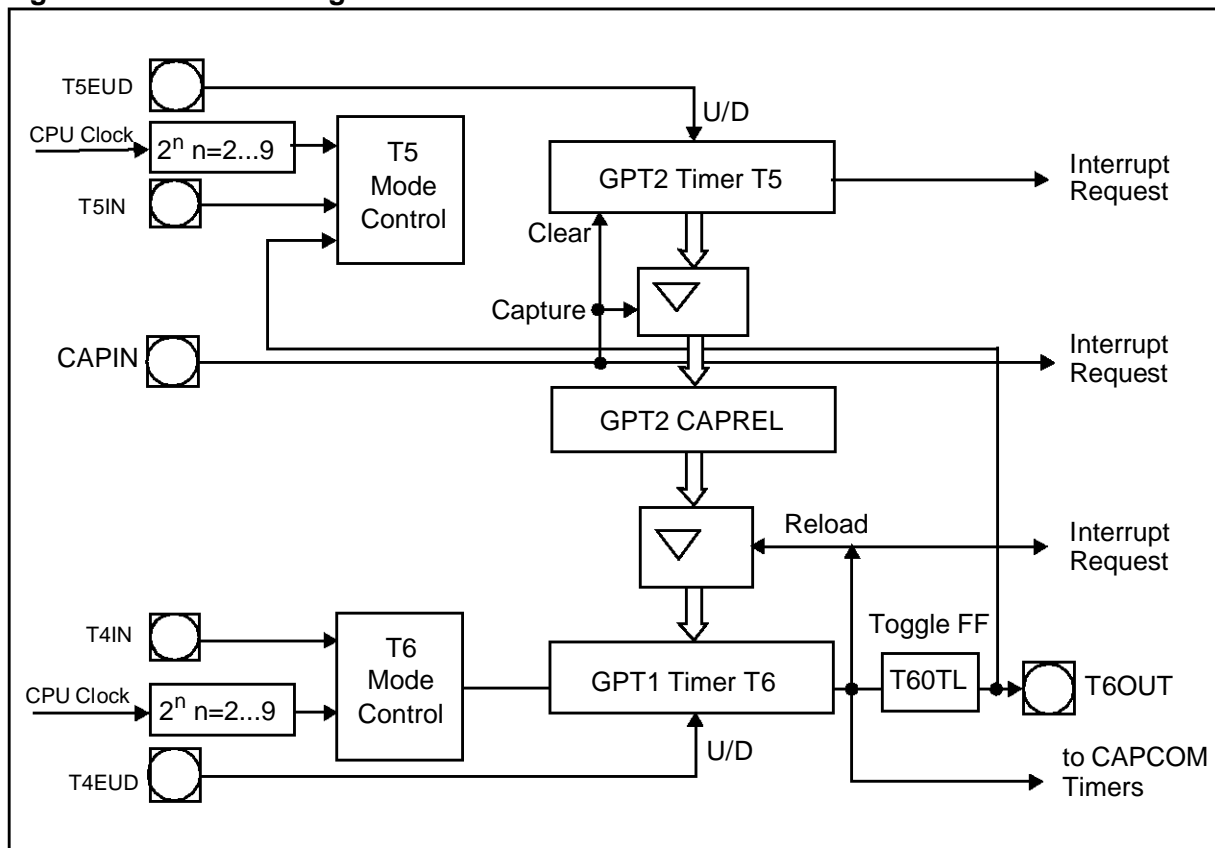 T5EUD
U/D
CPU Clock
2ⁿ n=2...9
T5
Mode
Control
GPT2 Timer T5
Interrupt
Request
T5IN
Clear
Capture
CAPIN
Interrupt
Request
GPT2 CAPREL
Reload
Interrupt
Request
T4IN
T6
Mode
Control
Toggle FF
GPT1 Timer T6
T60TL
T6OUT
CPU Clock
2ⁿ n=2...9
U/D
T4EUD
to CAPCOM
Timers